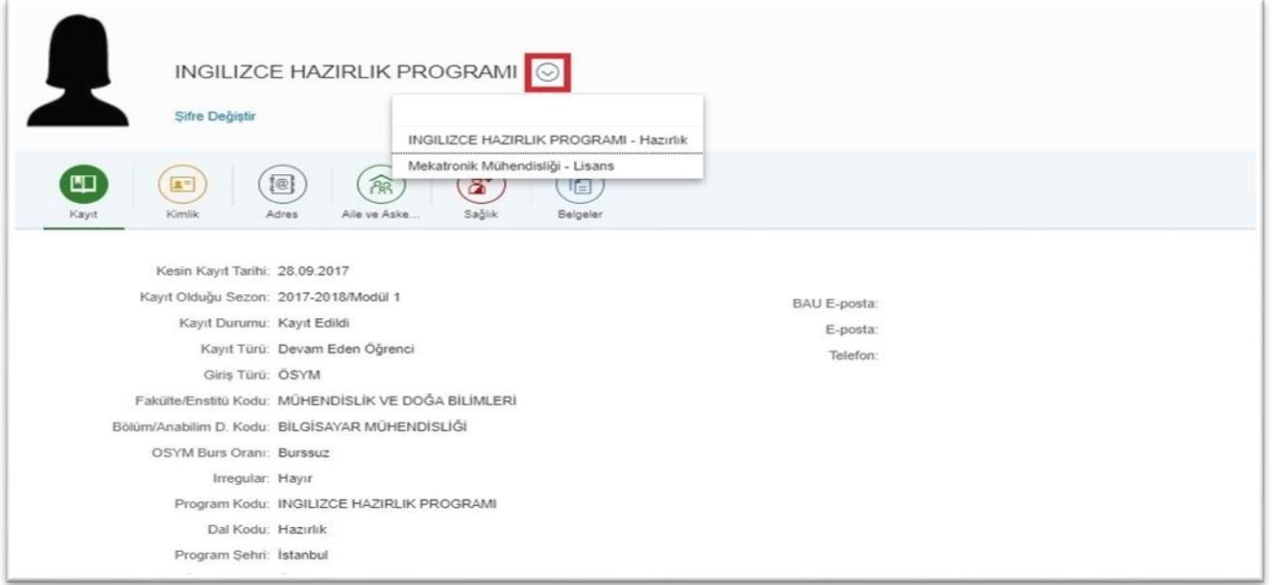 INGILIZCE HAZIRLIK PROGRAMI
Şifre Değiştir
INGILIZCE HAZIRLIK PROGRAMI - Hazırlık
Mekatronik Mühendisliği - Lisans
Kayıt
Kimlik
Adres
Aile ve Aske...
Sağlık
Belgeler
Kesin Kayıt Tarihi: 28.09.2017
Kayıt Olduğu Sezon: 2017-2018/Modül 1
Kayıt Durumu: Kayıt Edildi
Kayıt Türü: Devam Eden Öğrenci
Giriş Türü: ÖSYM
Fakülte/Enstitü Kodu: MÜHENDİSLİK VE DOĞA BİLİMLERİ
Bölüm/Anabilim D. Kodu: BİLGİSAYAR MÜHENDİSLİĞİ
OSYM Burs Oranı: Burssuz
Irregular: Hayır
Program Kodu: INGILIZCE HAZIRLIK PROGRAMI
Dal Kodu: Hazırlık
Program Şehri: İstanbul
BAU E-posta:
E-posta:
Telefon: